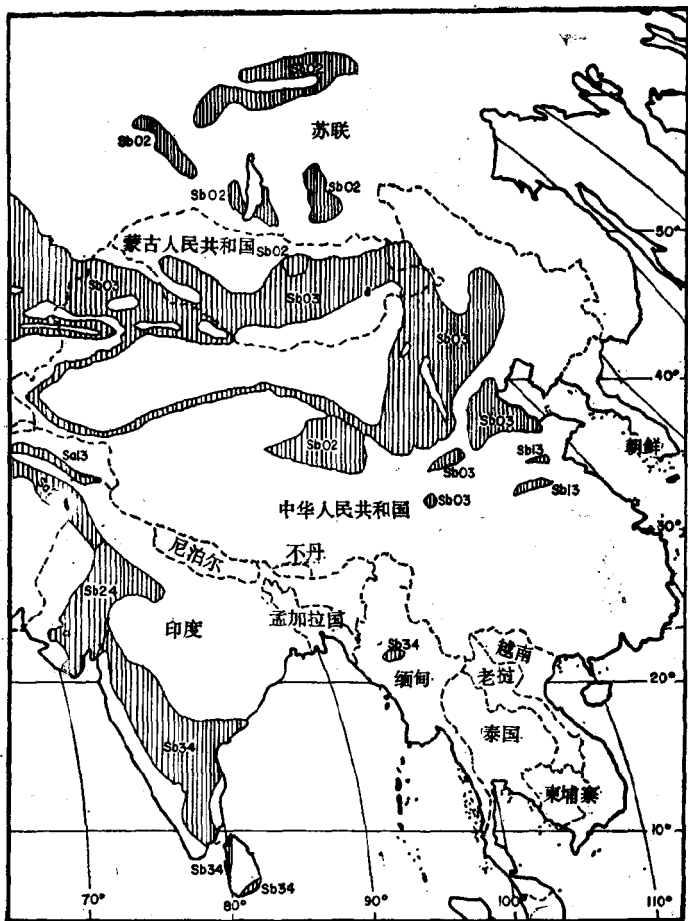 Sb02
苏联
Sb02
Sb02
Sb02
50°
蒙古人民共和国
Sb02
Sb03
Sb03
Sb03
40°
Sb03
Sb02
朝鲜
Sb13
Sa13
Sb03
Sb13
Sb03
中华人民共和国
30°
尼泊尔
不丹
Sb24
印度
孟加拉国
Sb34
越南
缅甸
老挝
20°
泰国
Sb34
柬埔寨
10°
Sb34
Sb34
70°
80°
90°
100°
110°